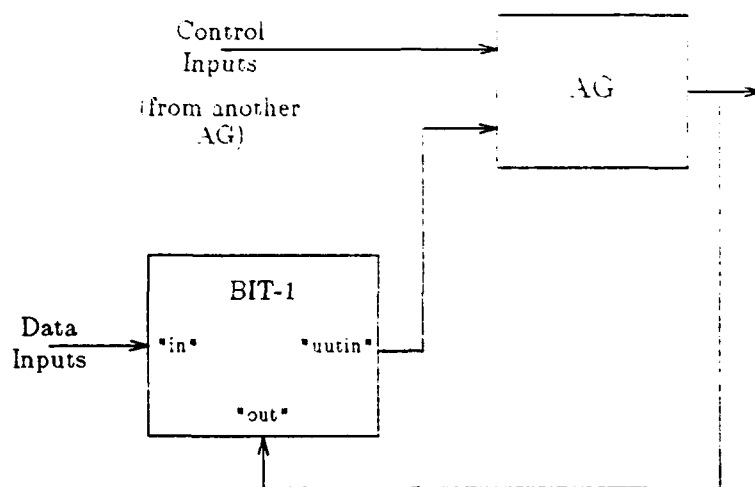 Control
Inputs
(from another
AG)
AG
BIT-1
Data
Inputs
"in"
"uutin"
"out"